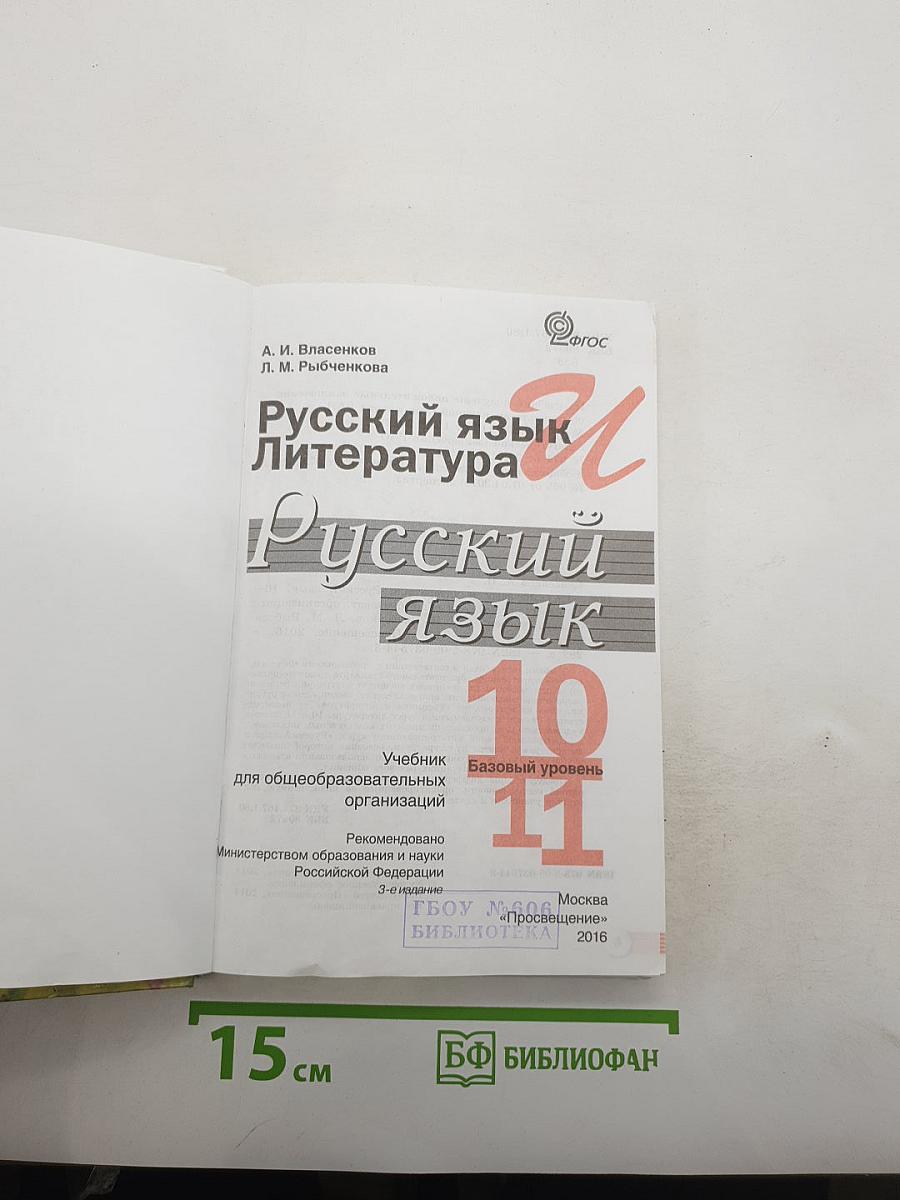 ФГОС
А. И. Власенков
Л. М. Рыбченкова
Русский язык и
Литература
Русский
язык
10
Базовый уровень
11
Учебник
для общеобразовательных
организаций
Рекомендовано
Министерством образования и науки
Российской Федерации
3-е издание
ГБОУ №606
БИБЛИОТЕКА
Москва
«Просвещение»
2016
15 см
БФ БИБЛИОФАН